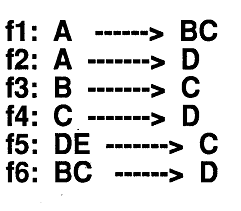 f1: A ------> BC
f2: A ------> D
f3: B ------> C
f4: C ------> D
f5: DE ------> C
f6: BC ------> D